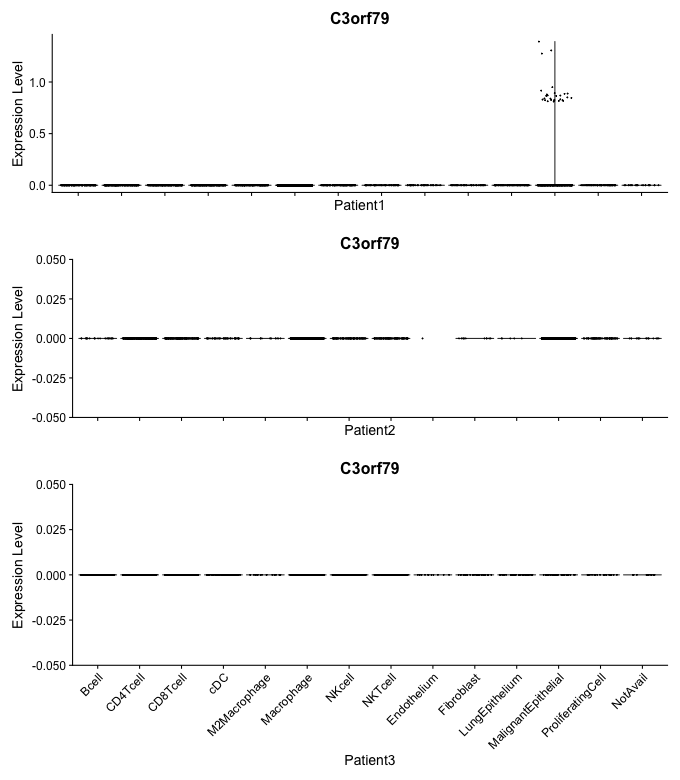 C3orf79
Expression Level
1.0
0.5
0.0
Patient1
C3orf79
Expression Level
0.050
0.025
0.000
-0.025
-0.050
Patient2
C3orf79
Expression Level
0.050
0.025
0.000
-0.025
-0.050
Bcell
CD4Tcell
CD8Tcell
cDC
M2Macrophage
Macrophage
NKcell
NKTcell
Endothelium
Fibroblast
LungEpithelium
MalignantEpithelial
ProliferatingCell
NotAvail
Patient3